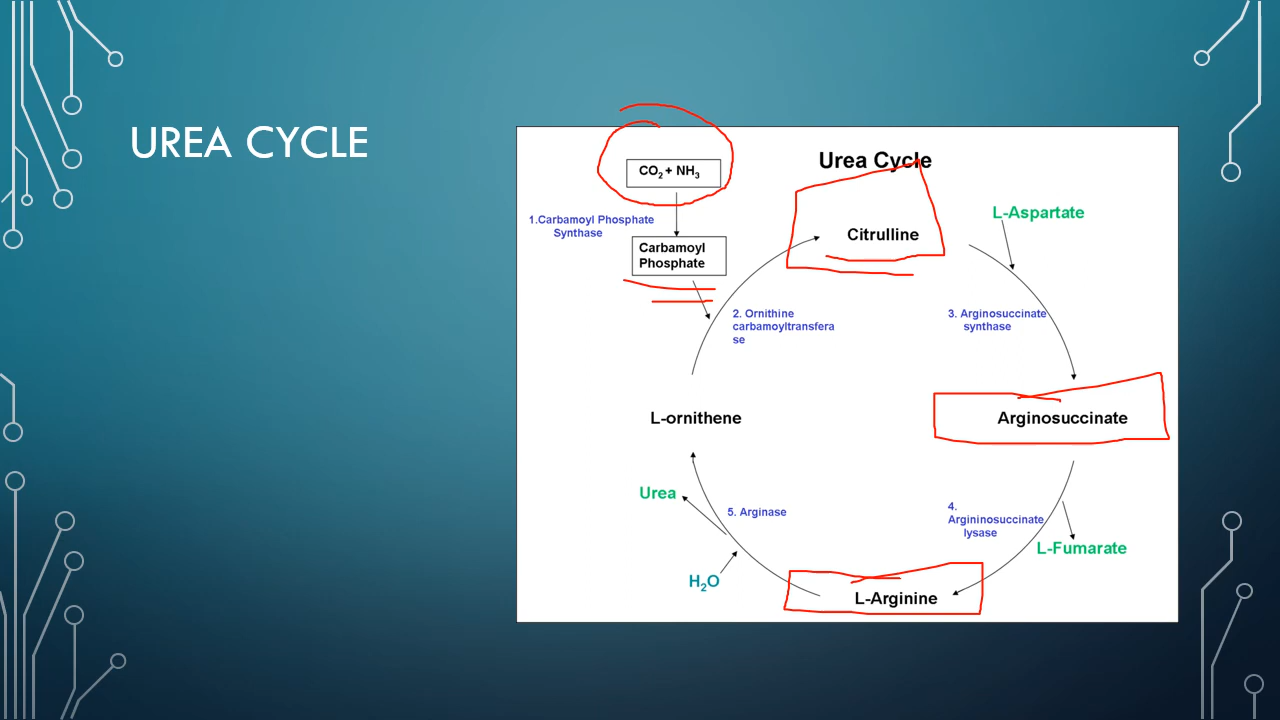 UREA CYCLE
Urea Cycle
CO2 + NH3
1.Carbamoyl Phosphate
Synthase
Carbamoyl
Phosphate
Citrulline
L-Aspartate
2. Ornithine
carbamoyltransfera
se
3. Arginosuccinate
synthase
L-ornithene
Arginosuccinate
Urea
5. Arginase
4.
Argininosuccinate
lysase
L-Fumarate
H2O
L-Arginine